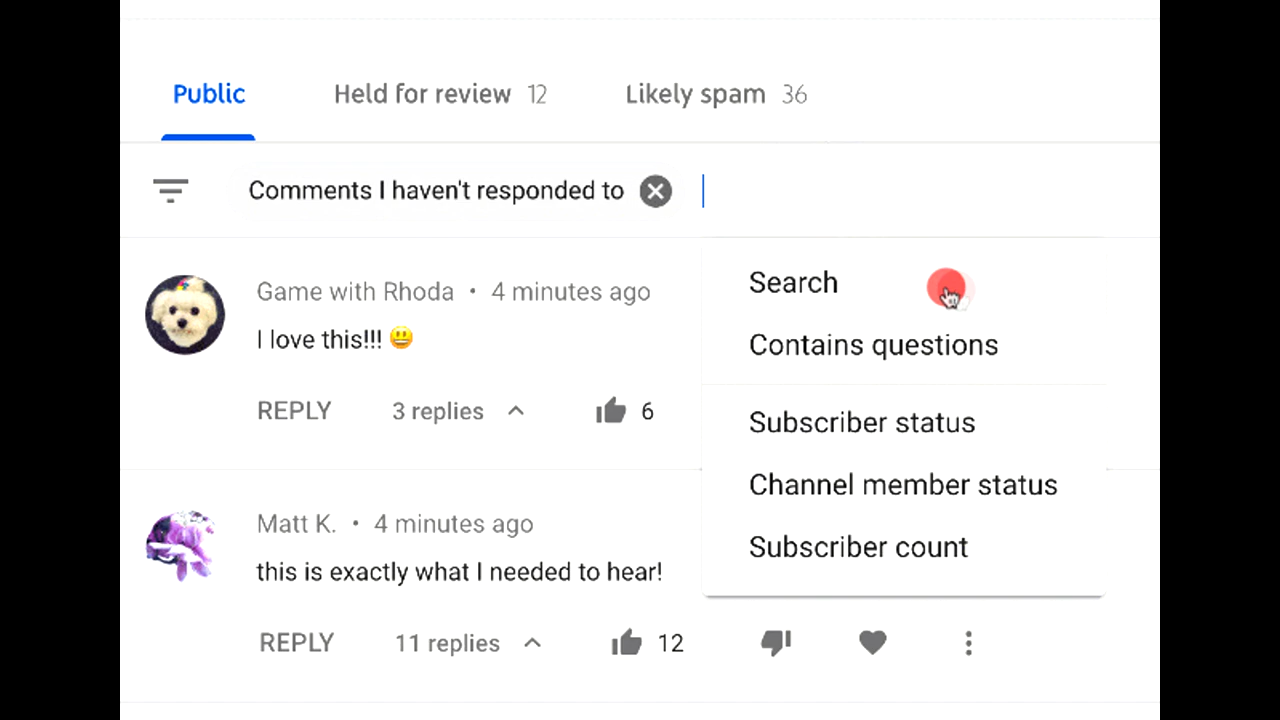 Public Held for review 12 Likely spam 36
Comments I haven't responded to
Search
Contains questions
Subscriber status
Channel member status
Subscriber count
Game with Rhoda • 4 minutes ago
I love this!!! 😃
REPLY 3 replies 6
Matt K. • 4 minutes ago
this is exactly what I needed to hear!
REPLY 11 replies 12